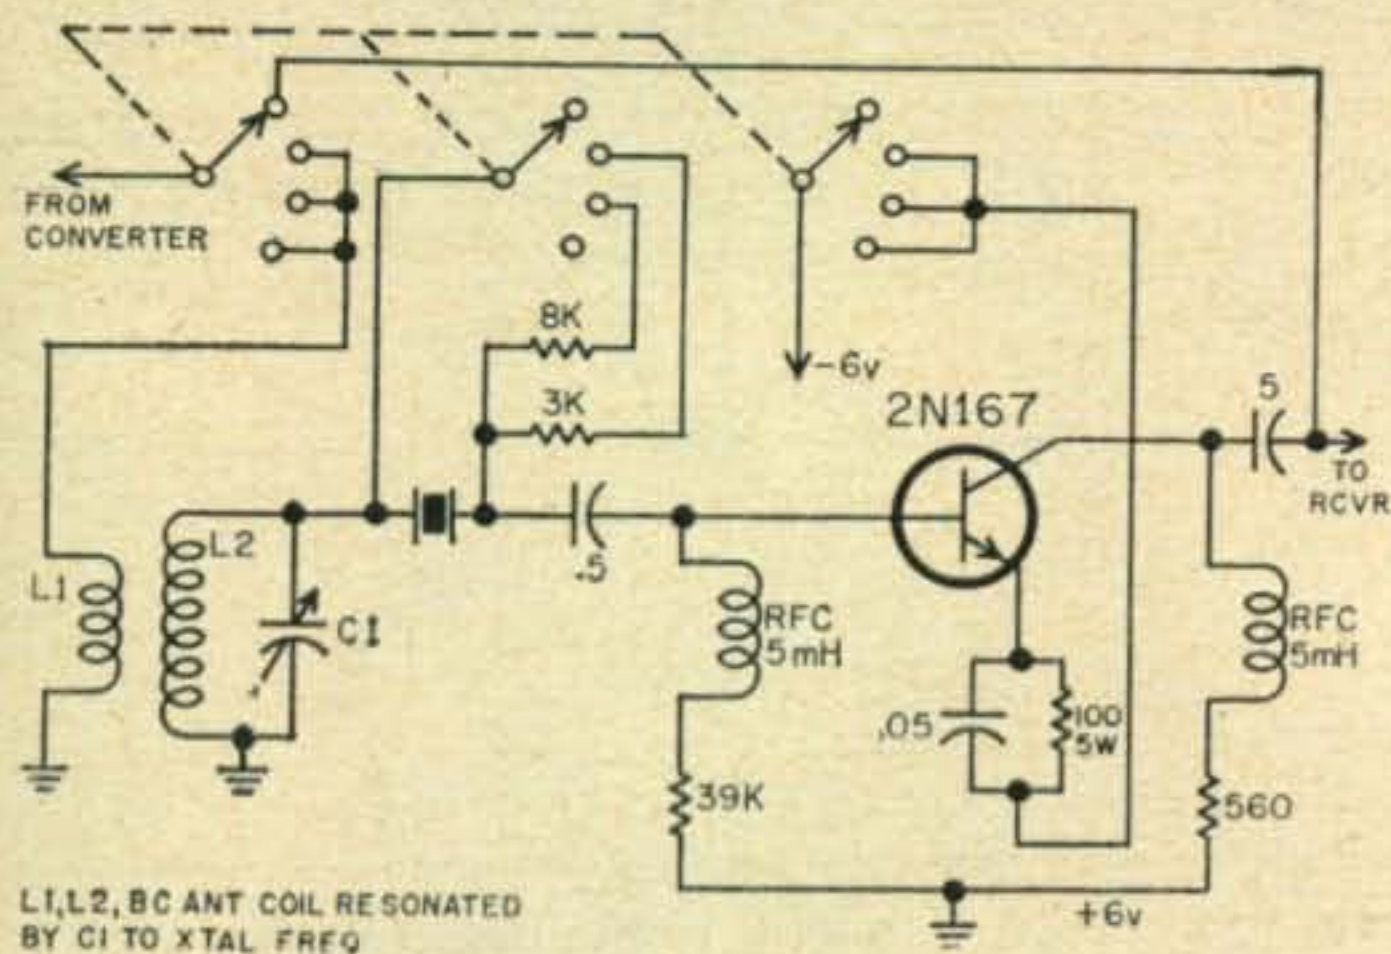 FROM
CONVERTER
8K
3K
-6v
2N167
5
TO
RCVR
L1
L2
C1
.5
RFC
5mH
.05
100
5W
RFC
5mH
39K
560
+6v
L1,L2, BC ANT COIL RESONATED
BY C1 TO XTAL FREQ